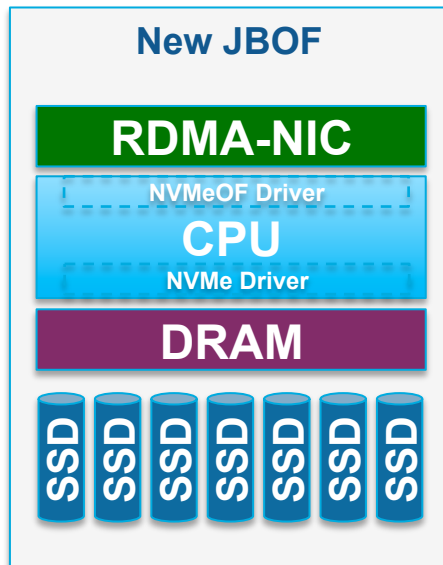 New JBOF
RDMA-NIC
NVMeOF Driver
CPU
NVMe Driver
DRAM
SSD
SSD
SSD
SSD
SSD
SSD
SSD